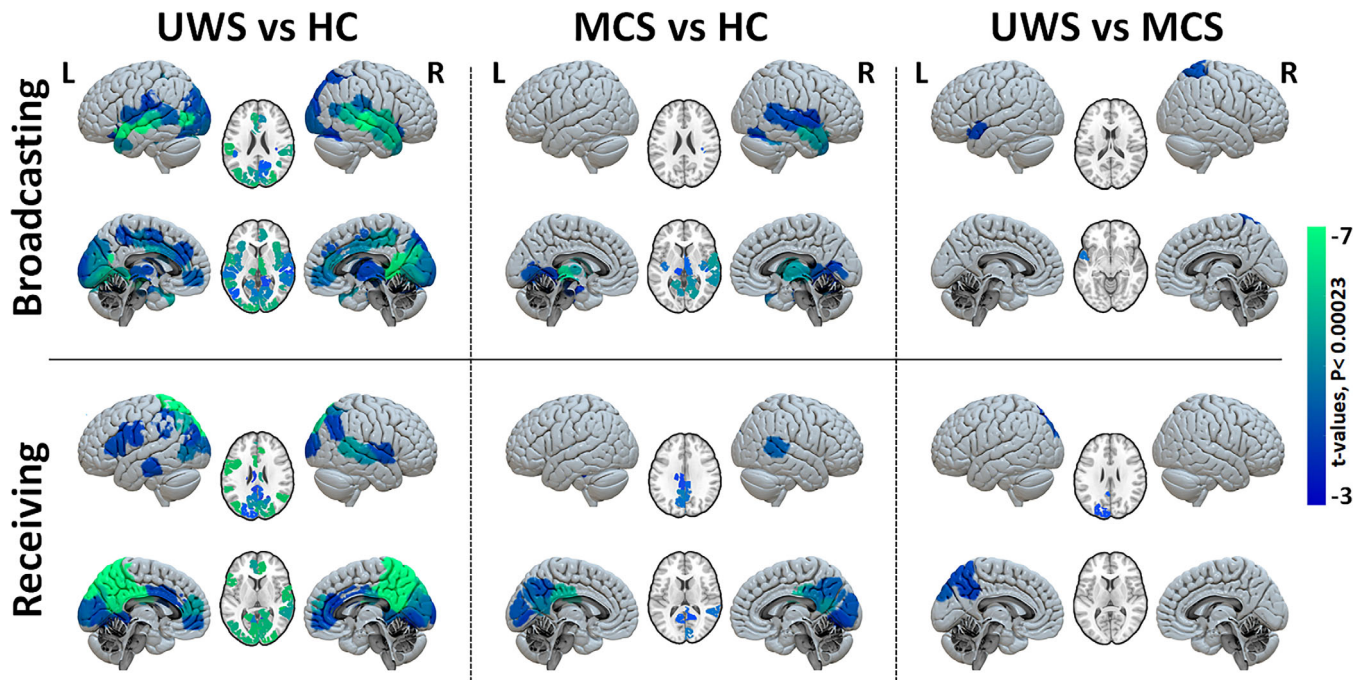 UWS vs HC
MCS vs HC
UWS vs MCS
Broadcasting
L
R
L
R
L
R
-7
t-values, P< 0.00023
-3
Receiving